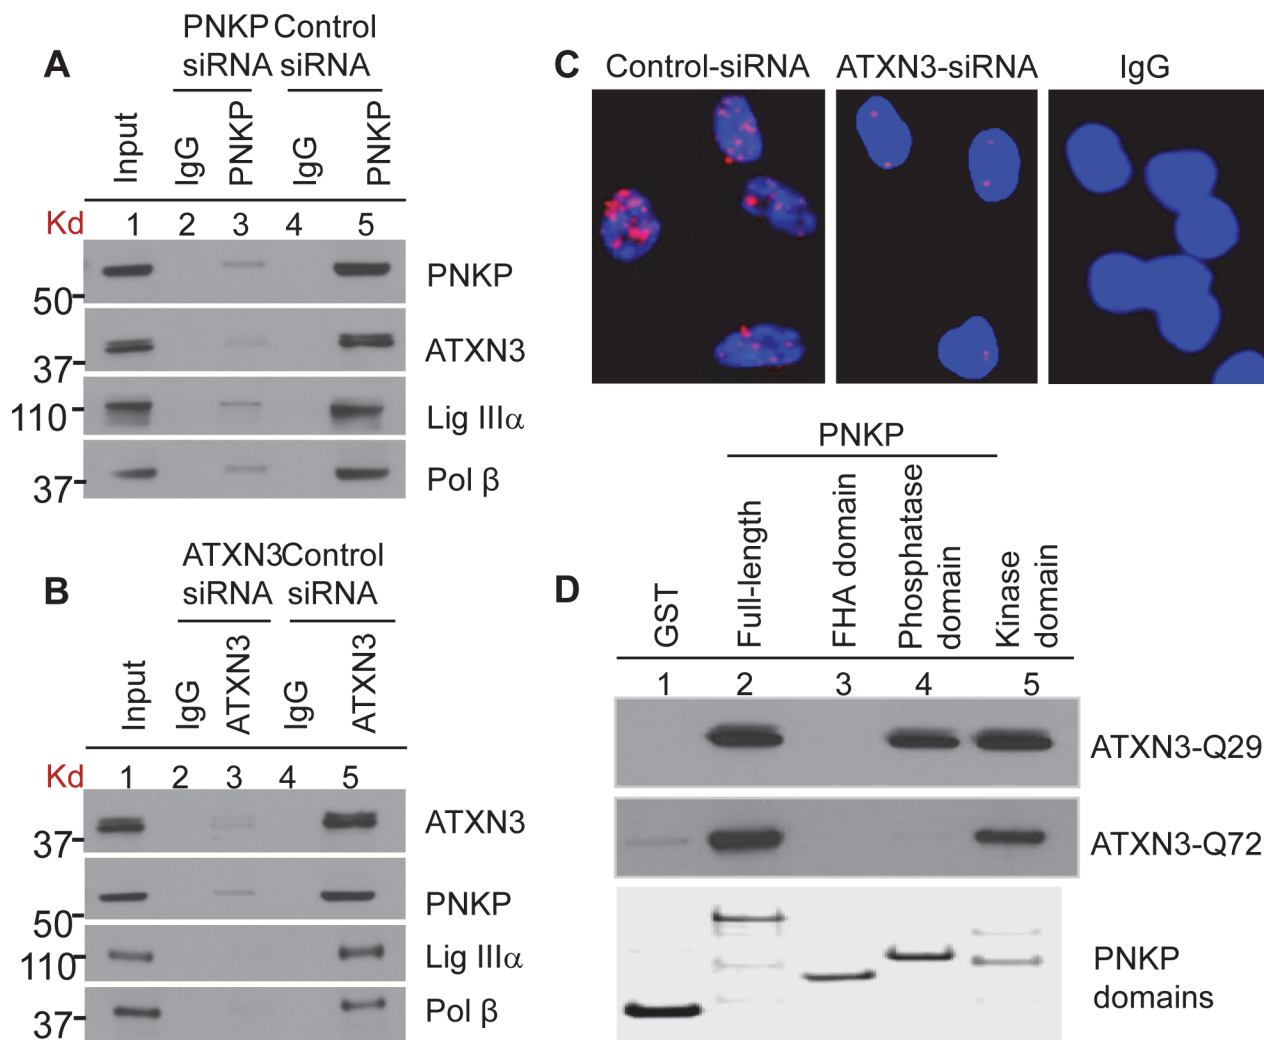 A
PNKP Control
siRNA siRNA
Input
IgG
PNKP
IgG
PNKP
Kd 1 2 3 4 5
PNKP
50
ATXN3
37
110
Lig IIIα
Pol β
37
B
ATXN3 Control
siRNA siRNA
Input
IgG
ATXN3
IgG
ATXN3
Kd 1 2 3 4 5
ATXN3
37
PNKP
50
Lig IIIα
110
Pol β
37
C
Control-siRNA ATXN3-siRNA IgG
D
PNKP
GST
Full-length
FHA domain
Phosphatase
domain
Kinase
domain
1 2 3 4 5
ATXN3-Q29
ATXN3-Q72
PNKP
domains